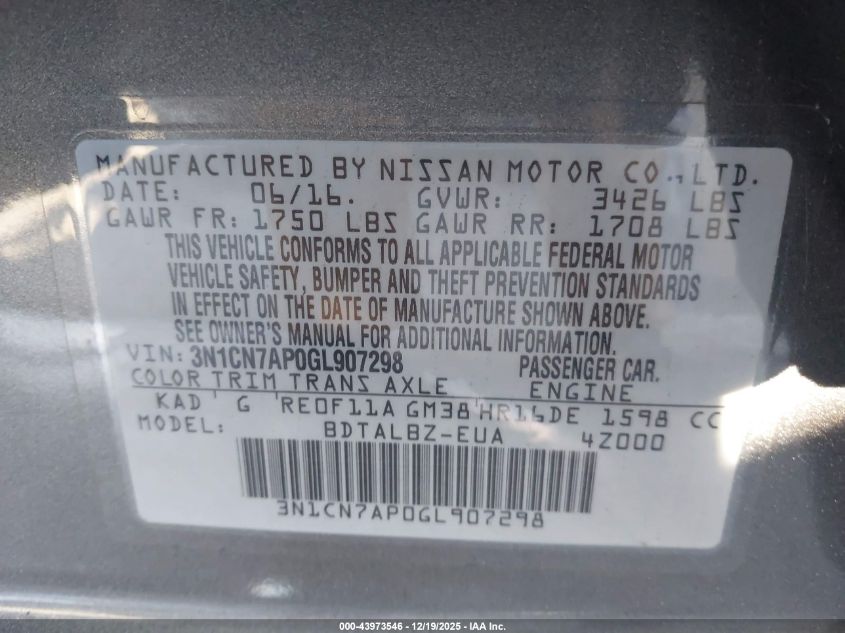 MANUFACTURED BY NISSAN MOTOR CO., LTD.
DATE: 06/16. GVWR: 3426 LBS
GAWR FR: 1750 LBS GAWR RR: 1708 LBS
THIS VEHICLE CONFORMS TO ALL APPLICABLE FEDERAL MOTOR
VEHICLE SAFETY, BUMPER AND THEFT PREVENTION STANDARDS
IN EFFECT ON THE DATE OF MANUFACTURE SHOWN ABOVE.
SEE OWNER'S MANUAL FOR ADDITIONAL INFORMATION.
VIN: 3N1CN7AP0GL907298 PASSENGER CAR.
COLOR TRIM TRANS AXLE ENGINE
KAD G RE0F11A GM38 HR16DE 1598 CC
MODEL: BDTALBZ-EUA 4Z000
3N1CN7AP0GL907298
000-43973546 - 12/19/2025 - IAA Inc.